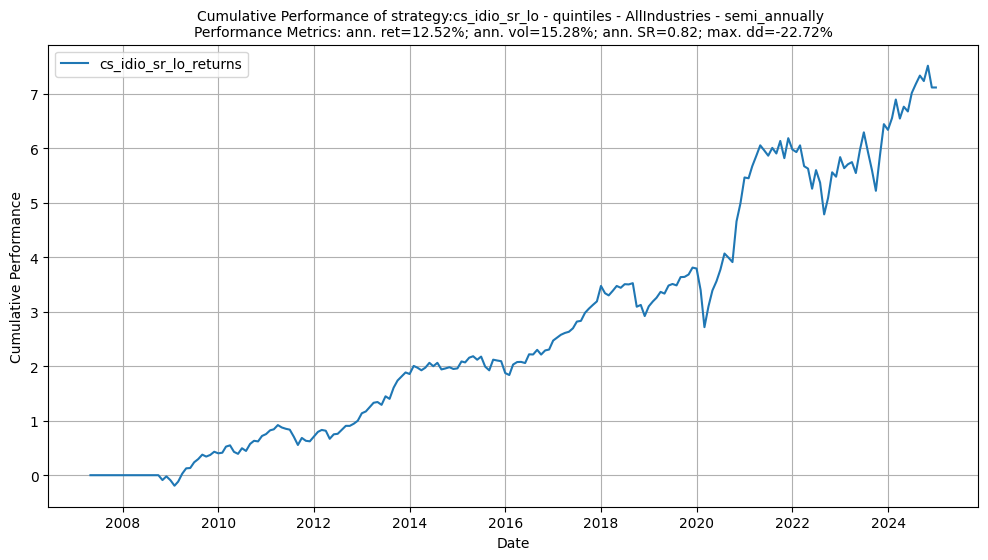 Cumulative Performance of strategy:cs_idio_sr_lo - quintiles - AllIndustries - semi_annually
Performance Metrics: ann. ret=12.52%; ann. vol=15.28%; ann. SR=0.82; max. dd=-22.72%
cs_idio_sr_lo_returns
7
6
5
4
3
2
1
0
Cumulative Performance
2008 2010 2012 2014 2016 2018 2020 2022 2024
Date